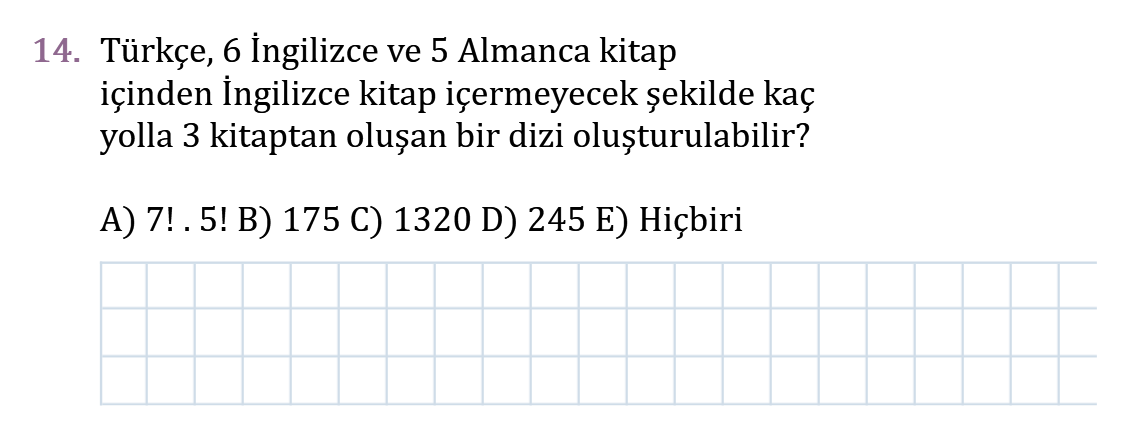 14. Türkçe, 6 İngilizce ve 5 Almanca kitap
içinden İngilizce kitap içermeyecek şekilde kaç
yolla 3 kitaptan oluşan bir dizi oluşturulabilir?
A) 7! . 5! B) 175 C) 1320 D) 245 E) Hiçbiri